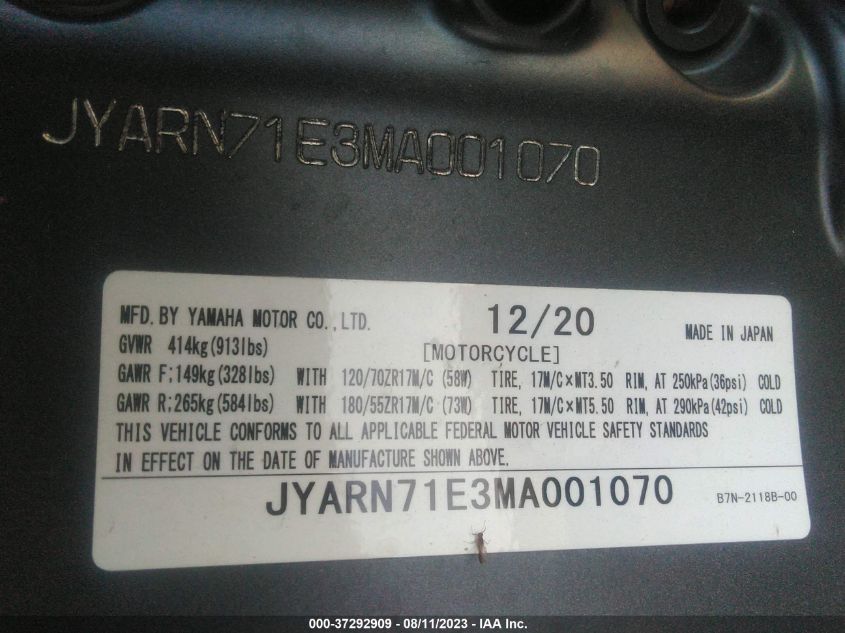 JYARN71E3MA001070
MFD. BY YAMAHA MOTOR CO., LTD. 12/20 MADE IN JAPAN
GVWR 414kg(913lbs) [MOTORCYCLE]
GAWR F;149kg(328lbs) WITH 120/70ZR17M/C (58W) TIRE, 17M/C×MT3.50 RIM, AT 250kPa(36psi) COLD
GAWR R;265kg(584lbs) WITH 180/55ZR17M/C (73W) TIRE, 17M/C×MT5.50 RIM, AT 290kPa(42psi) COLD
THIS VEHICLE CONFORMS TO ALL APPLICABLE FEDERAL MOTOR VEHICLE SAFETY STANDARDS
IN EFFECT ON THE DATE OF MANUFACTURE SHOWN ABOVE.
JYARN71E3MA001070 B7N-2118B-00
000-37292909 - 08/11/2023 - IAA Inc.